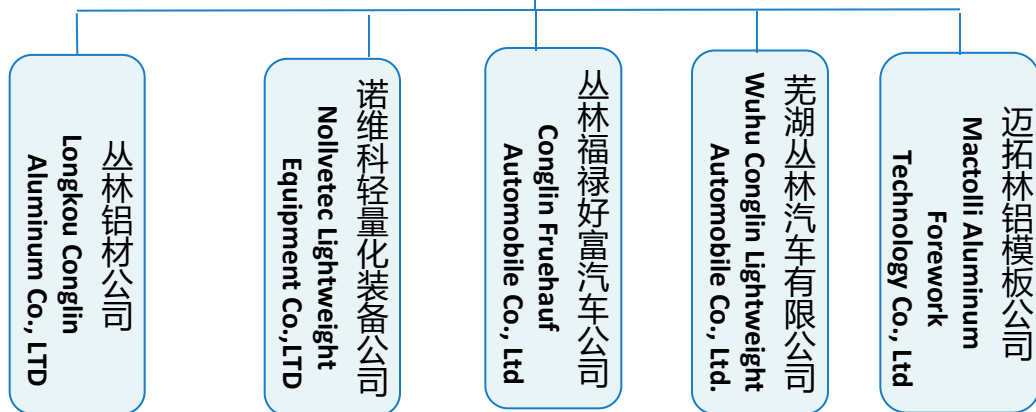 丛林铝材公司
Longkou Conglin
Aluminum Co., LTD
诺维科轻量化装备公司
Nollvetec Lightweight
Equipment Co.,LTD
丛林福禄好富汽车公司
Conglin Fruehauf
Automobile Co., Ltd
芜湖丛林汽车有限公司
Wuhu Conglin Lightweight
Automobile Co., Ltd.
迈拓林铝模板公司
Mactolli Aluminum
Forework
Technology Co., Ltd